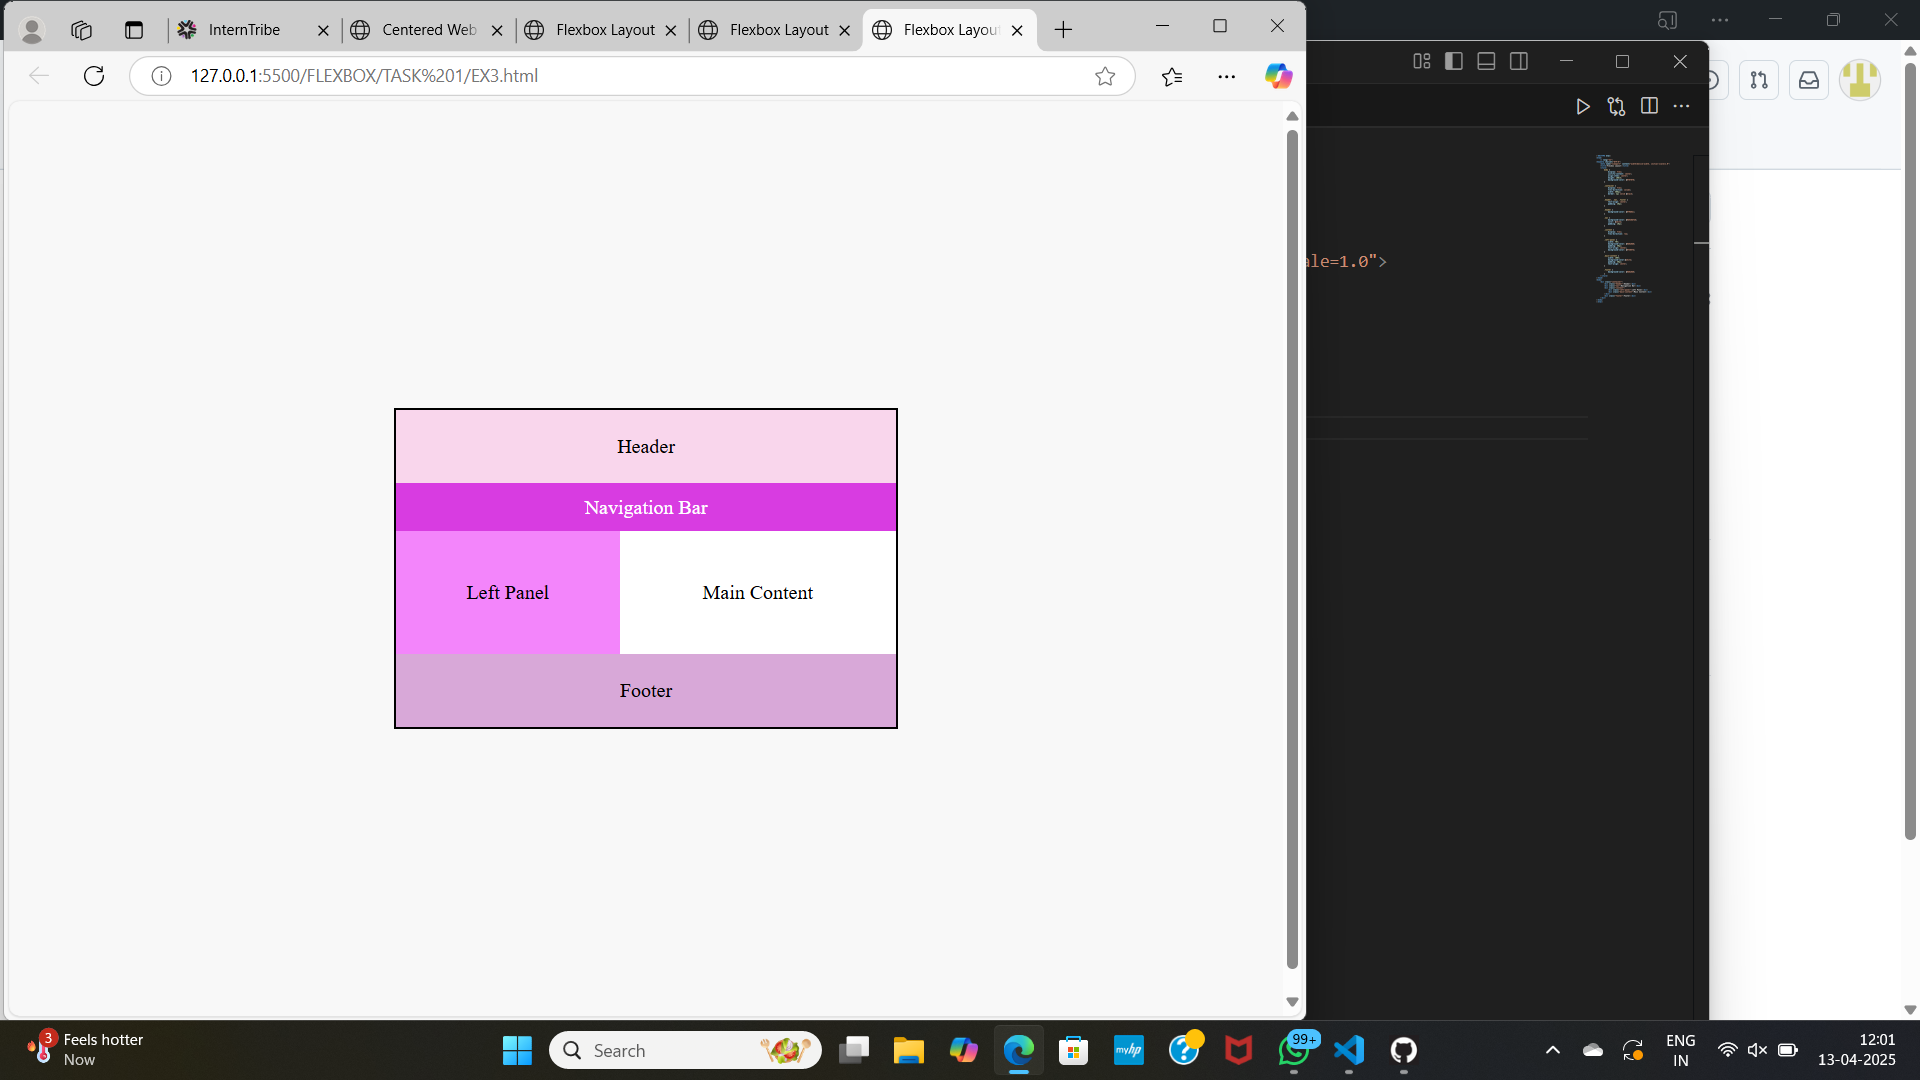 InternTribe
Centered Web
Flexbox Layout
Flexbox Layout
Flexbox Layou
127.0.0.1:5500/FLEXBOX/TASK%201/EX3.html
ale=1.0">
Header
Navigation Bar
Left Panel
Main Content
Footer
3
Feels hotter
Now
Search
myhp
99+
ENG
IN
12:01
13-04-2025